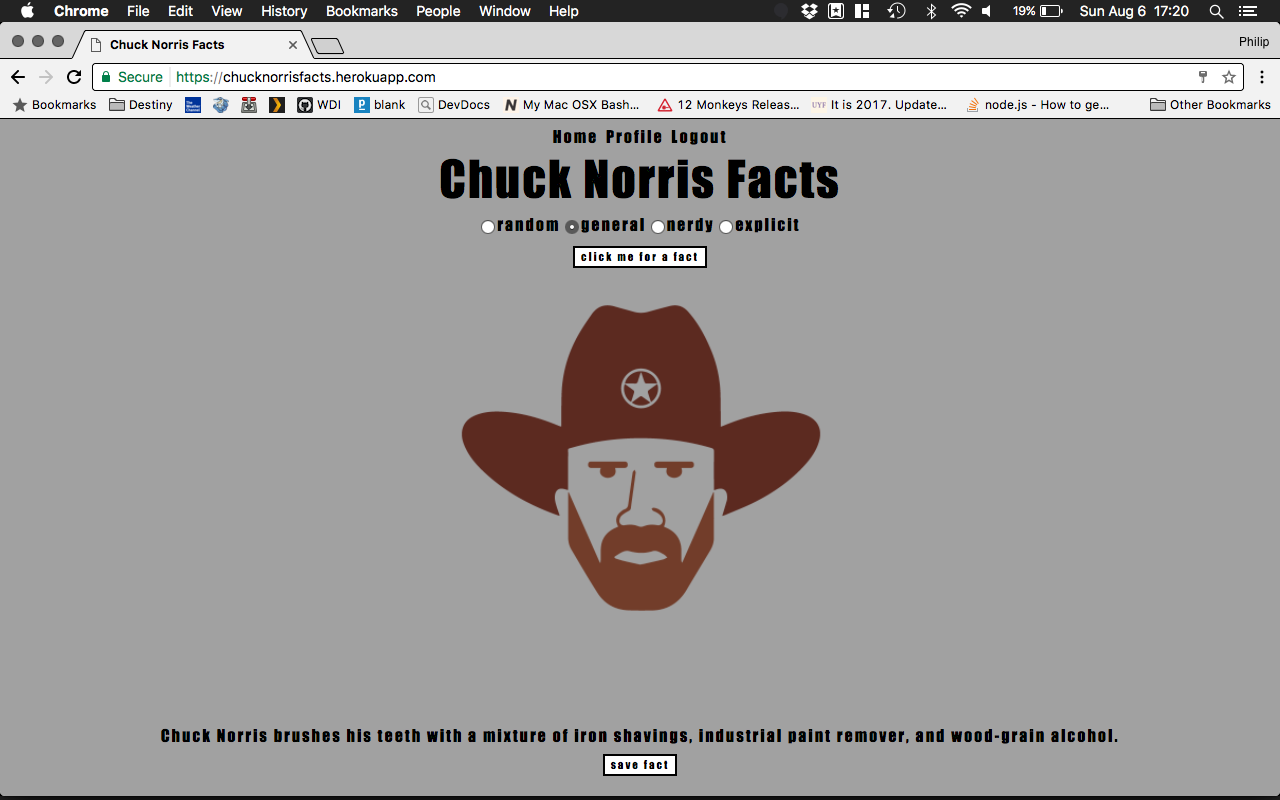 Chrome File Edit View History Bookmarks People Window Help 19% Sun Aug 6 17:20
Chuck Norris Facts Philip
Secure https://chucknorrisfacts.herokuapp.com
Bookmarks Destiny WDI blank DevDocs My Mac OSX Bash... 12 Monkeys Releas... UYF It is 2017. Update... node.js - How to ge... Other Bookmarks
Home Profile Logout
Chuck Norris Facts
random general nerdy explicit
click me for a fact
Chuck Norris brushes his teeth with a mixture of iron shavings, industrial paint remover, and wood-grain alcohol.
save fact